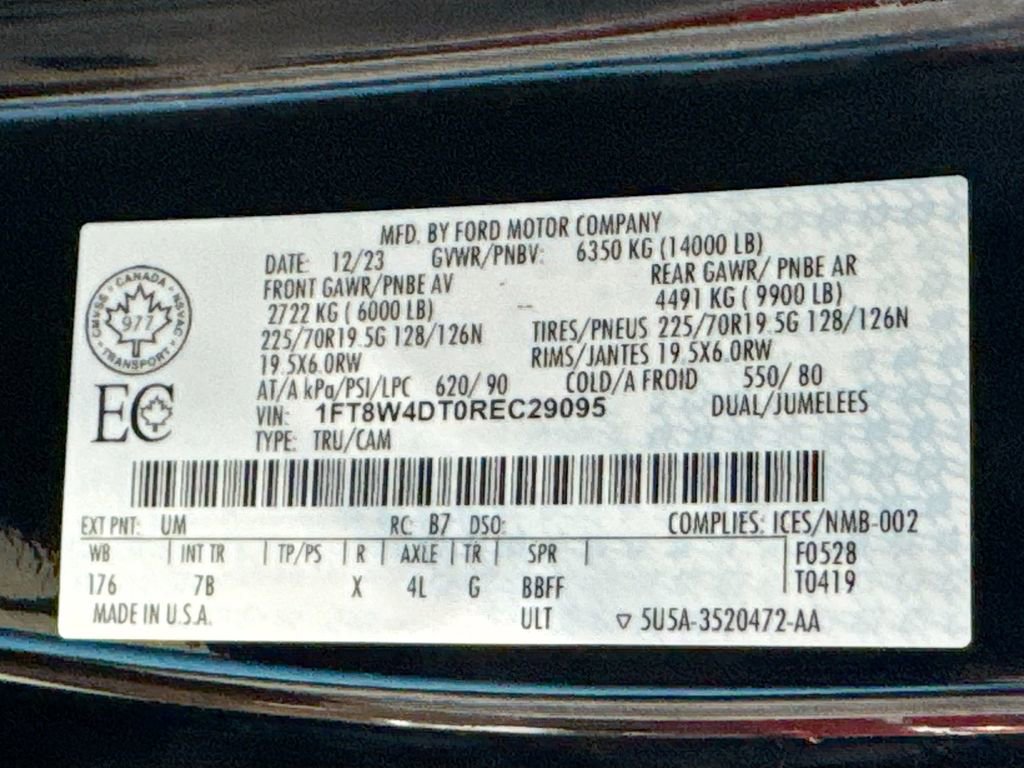 MFD. BY FORD MOTOR COMPANY
DATE: 12/23 GVWR/PNBV: 6350 KG (14000 LB)
FRONT GAWR/PNBE AV REAR GAWR/ PNBE AR
2722 KG ( 6000 LB) -- 4491 KG ( 9900 LB)
225/70R19.5G 128/126N TIRES/PNEUS 225/70R19.5G 128/126N
19.5X6.0RW RIMS/JANTES 19.5X6.0RW
AT/A kPa/PSI/LPC 620/ 90 COLD/A FROID 550/ 80
VIN: 1FT8W4DT0REC29095 DUAL/JUMELEES
TYPE: TRU/CAM
CANADA
CMVSS 977 NSVAC
TRANSPORT
EC
EXT PNT: UM RC: B7 DSO: COMPLIES: ICES/NMB-002
WB | INT TR | TP/PS | R | AXLE | TR | SPR | F0528
176 7B X 4L G BBFF T0419
MADE IN U.S.A. ULT ▽ 5U5A-3520472-AA